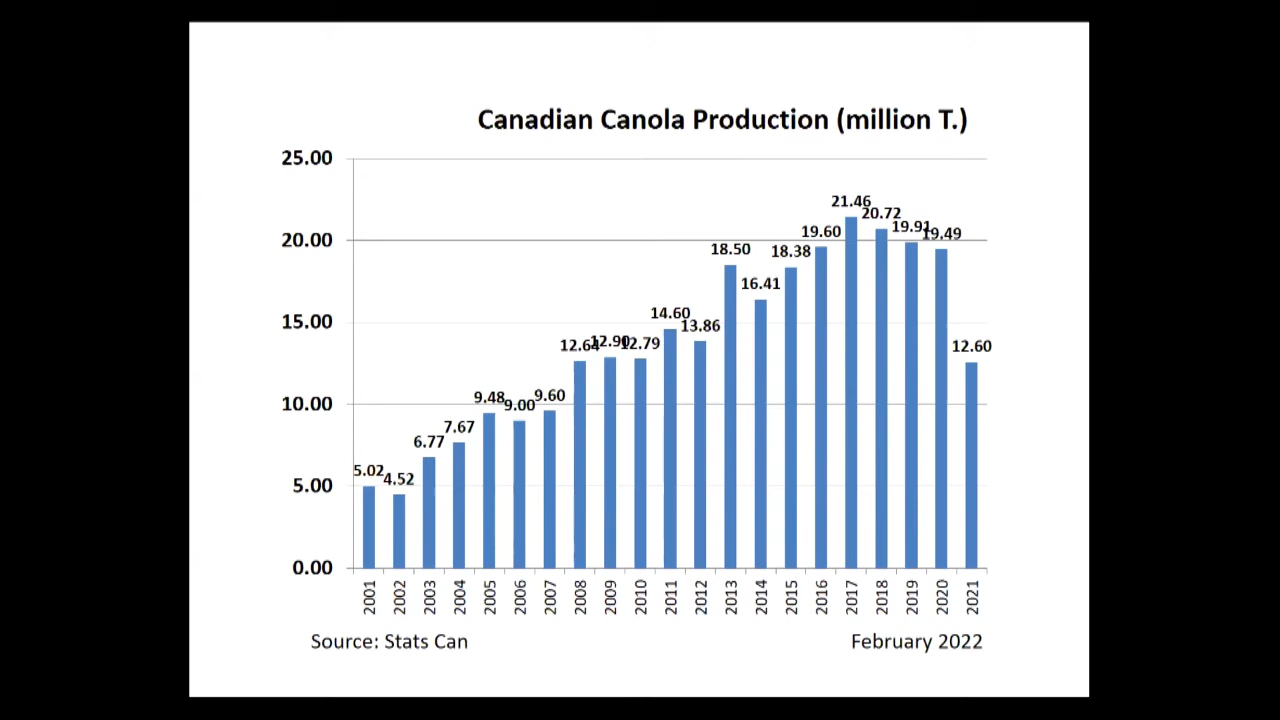 Canadian Canola Production (million T.)
25.00
20.00
15.00
10.00
5.00
0.00
5.02 4.52 6.77 7.67 9.48 9.00 9.60 12.64 12.90 12.79 14.60 13.86 18.50 16.41 18.38 19.60 21.46 20.72 19.91 19.49 12.60
2001 2002 2003 2004 2005 2006 2007 2008 2009 2010 2011 2012 2013 2014 2015 2016 2017 2018 2019 2020 2021
Source: Stats Can
February 2022